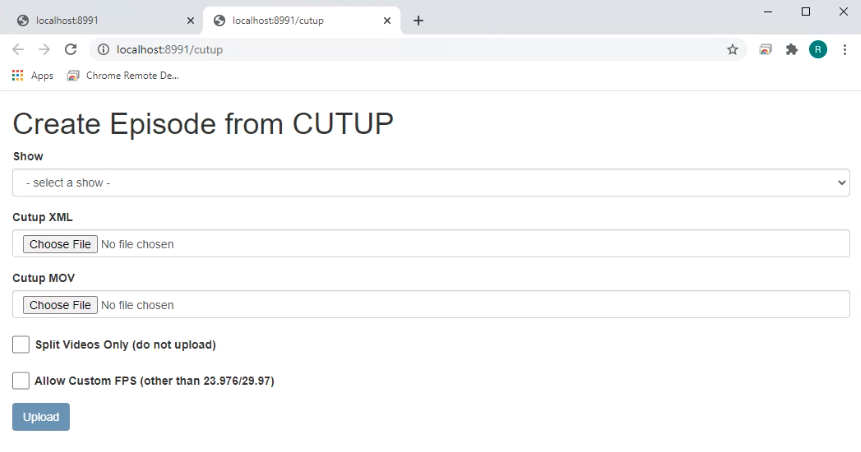 localhost:8991
localhost:8991/cutup
localhost:8991/cutup
R
Apps
Chrome Remote De...
Create Episode from CUTUP
Show
- select a show -
Cutup XML
Choose File No file chosen
Cutup MOV
Choose File No file chosen
Split Videos Only (do not upload)
Allow Custom FPS (other than 23.976/29.97)
Upload